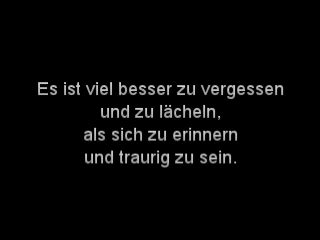 Es ist viel besser zu vergessen
und zu lächeln,
als sich zu erinnern
und traurig zu sein.